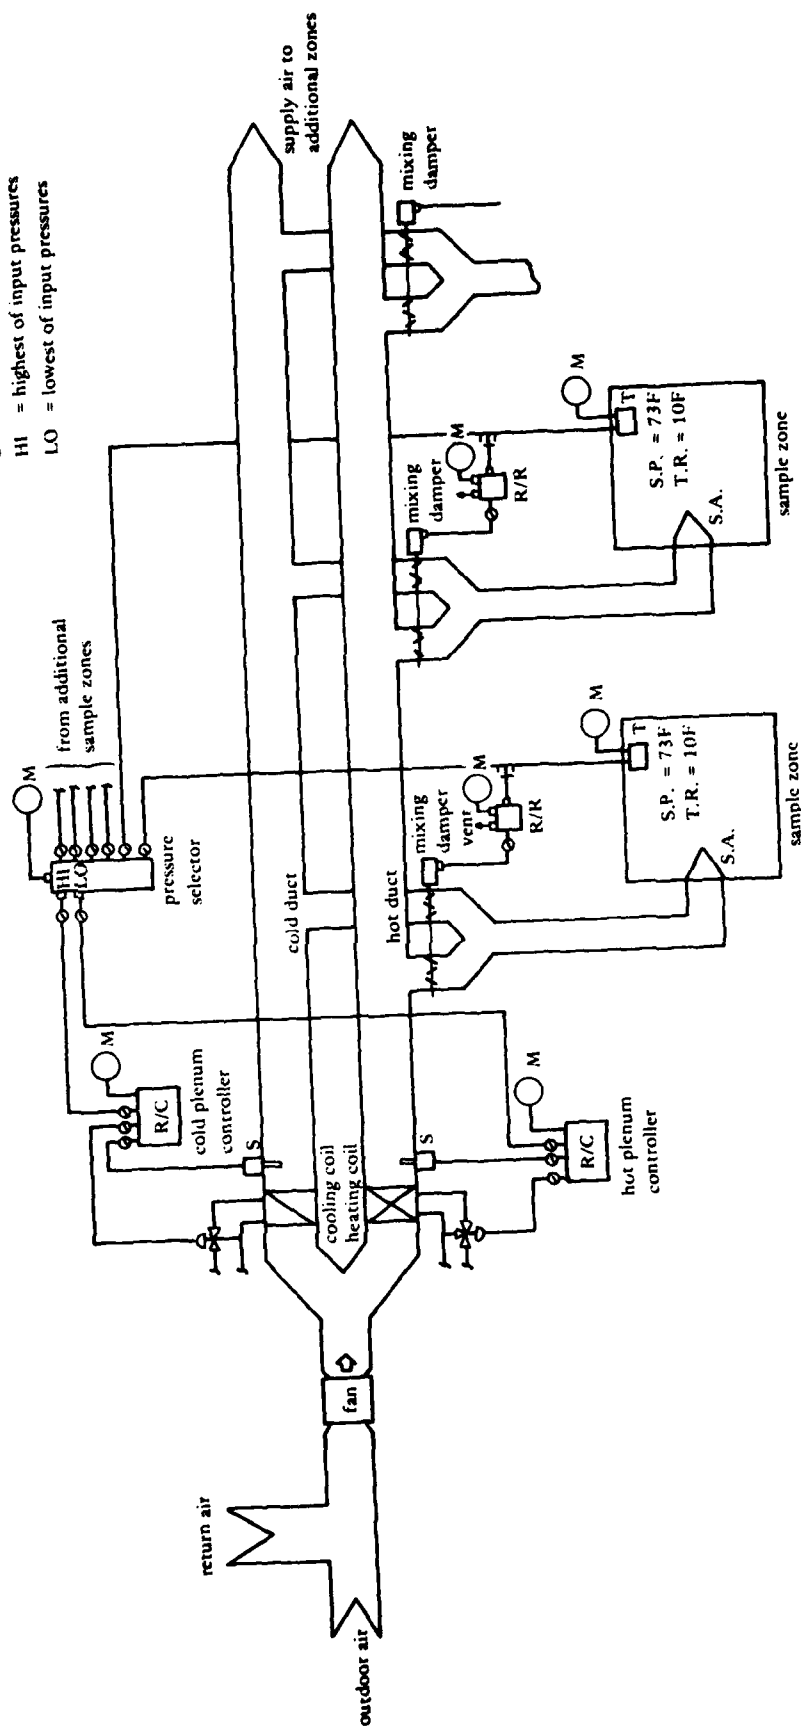 HI = highest of input pressures
LO = lowest of input pressures
supply air to
additional zones
M
from additional
sample zones
HI
LO
pressure
selector
M
R/C
cold plenum
controller
S
cold duct
hot duct
cooling coil
heating coil
S
M
R/C
hot plenum
controller
return air
outdoor air
fan
mixing
damper
vent
M
R/R
M
T
S.P. = 73F
T.R. = 10F
S.A.
sample zone
mixing
damper
M
R/R
M
T
S.P. = 73F
T.R. = 10F
S.A.
sample zone
mixing
damper